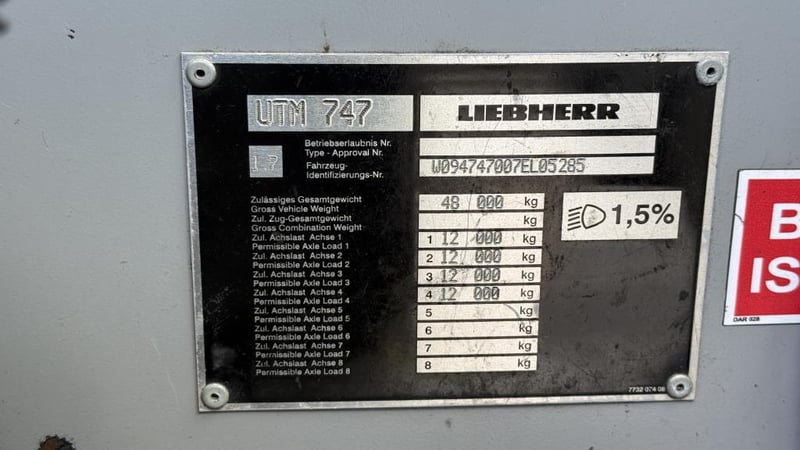 UTM 747
LIEBHERR
Betriebserlaubnis Nr.
Type - Approval Nr.
1.7
Fahrzeug-
Identifizierungs-Nr.
W094747007EL05285
Zulässiges Gesamtgewicht
Gross Vehicle Weight
48 000 kg
Zul. Zug-Gesamtgewicht
Gross Combination Weight
kg
1,5%
Zul. Achslast Achse 1
Permissible Axle Load 1
1 12 000 kg
Zul. Achslast Achse 2
Permissible Axle Load 2
2 12 000 kg
Zul. Achslast Achse 3
Permissible Axle Load 3
3 12 000 kg
Zul. Achslast Achse 4
Permissible Axle Load 4
4 12 000 kg
Zul. Achslast Achse 5
Permissible Axle Load 5
5 kg
Zul. Achslast Achse 6
Permissible Axle Load 6
6 kg
Zul. Achslast Achse 7
Permissible Axle Load 7
7 kg
Zul. Achslast Achse 8
Permissible Axle Load 8
8 kg
7732 074 08
B
IS
DAR 028